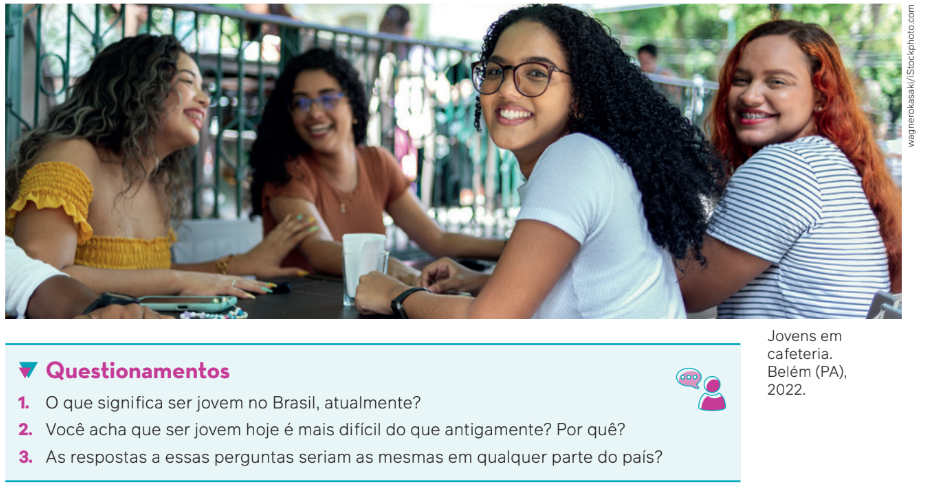 wagnerokasaki/iStockphoto.com
Jovens em
cafeteria.
Belém (PA),
2022.
Questionamentos
1. O que significa ser jovem no Brasil, atualmente?
2. Você acha que ser jovem hoje é mais difícil do que antigamente? Por quê?
3. As respostas a essas perguntas seriam as mesmas em qualquer parte do país?